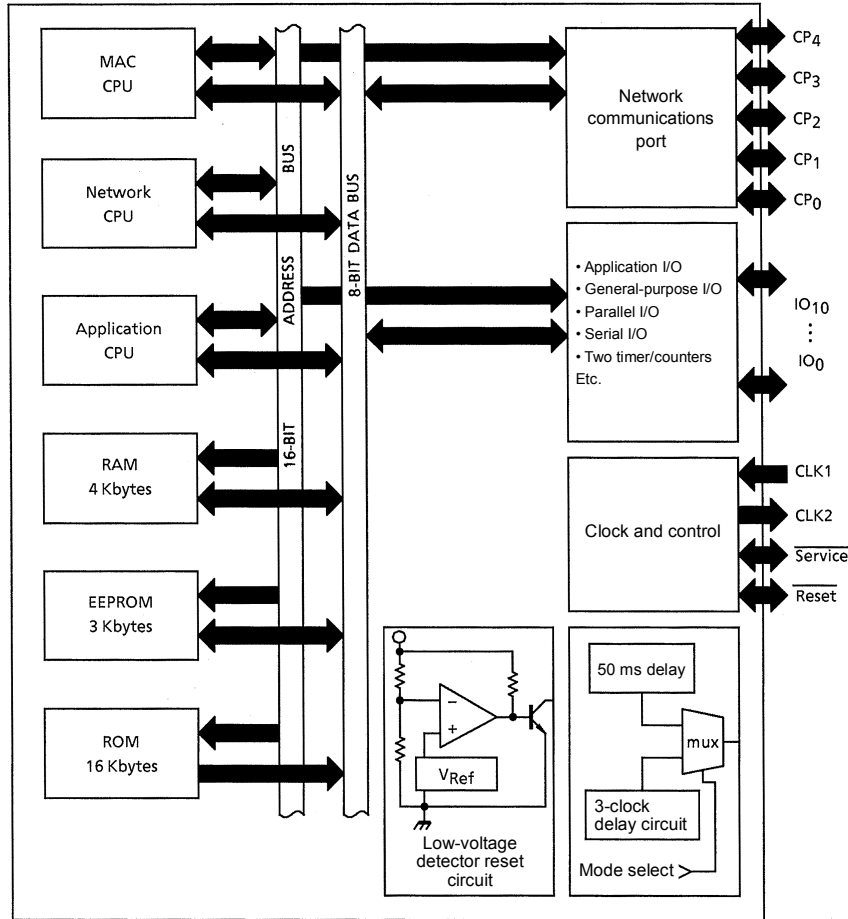 MAC
CPU
Network
CPU
Application
CPU
RAM
4 Kbytes
EEPROM
3 Kbytes
ROM
16 Kbytes
16-BIT ADDRESS BUS
8-BIT DATA BUS
Network
communications
port
CP4
CP3
CP2
CP1
CP0
• Application I/O
• General-purpose I/O
• Parallel I/O
• Serial I/O
• Two timer/counters
Etc.
IO10
⋮
IO0
Clock and control
CLK1
CLK2
Service
Reset
−
+
VRef
Low-voltage
detector reset
circuit
50 ms delay
mux
3-clock
delay circuit
Mode select